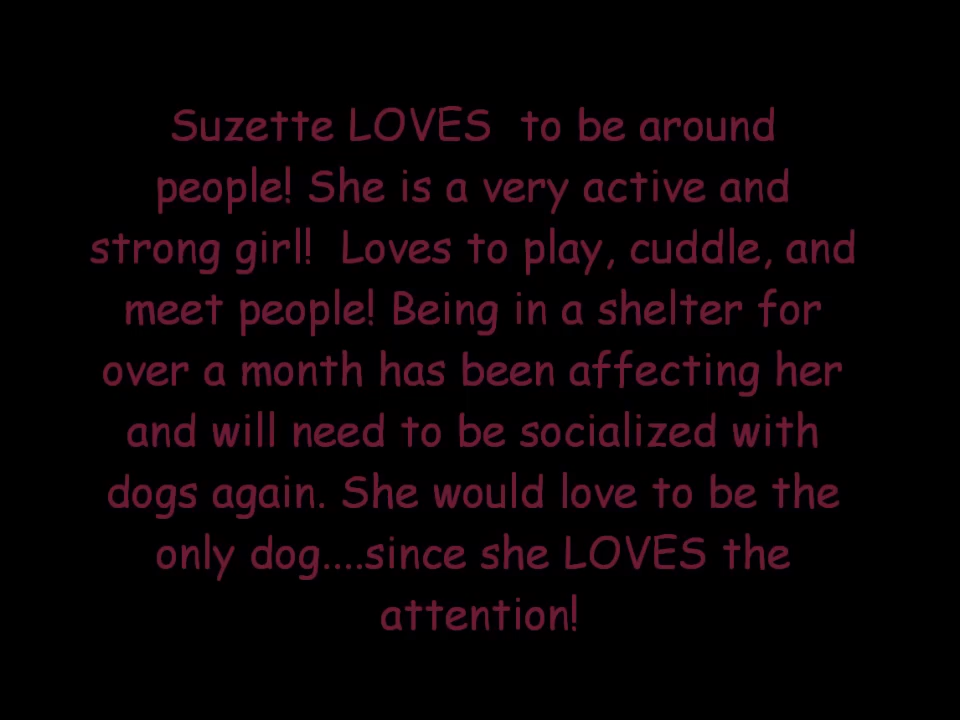 Suzette LOVES  to be around
people! She is a very active and
strong girl!  Loves to play, cuddle, and
meet people! Being in a shelter for
over a month has been affecting her
and will need to be socialized with
dogs again. She would love to be the
only dog....since she LOVES the
attention!